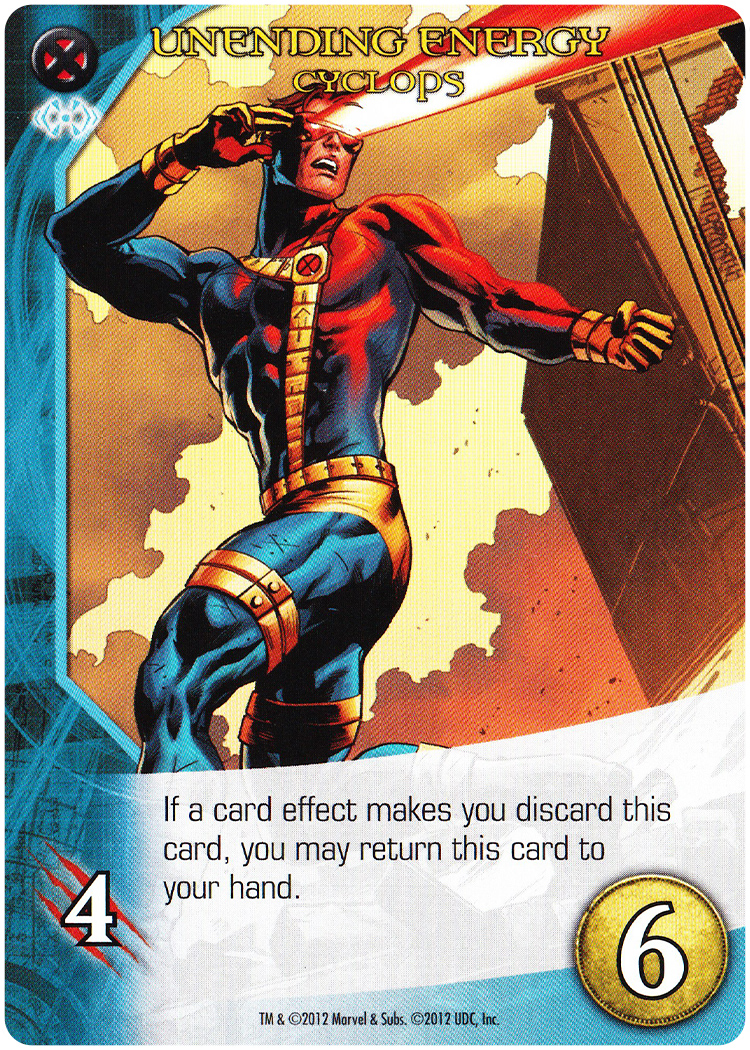 UNENDING ENERGY
CYCLOPS
If a card effect makes you discard this
card, you may return this card to
your hand.
4
6
TM & ©2012 Marvel & Subs. ©2012 UDC, Inc.